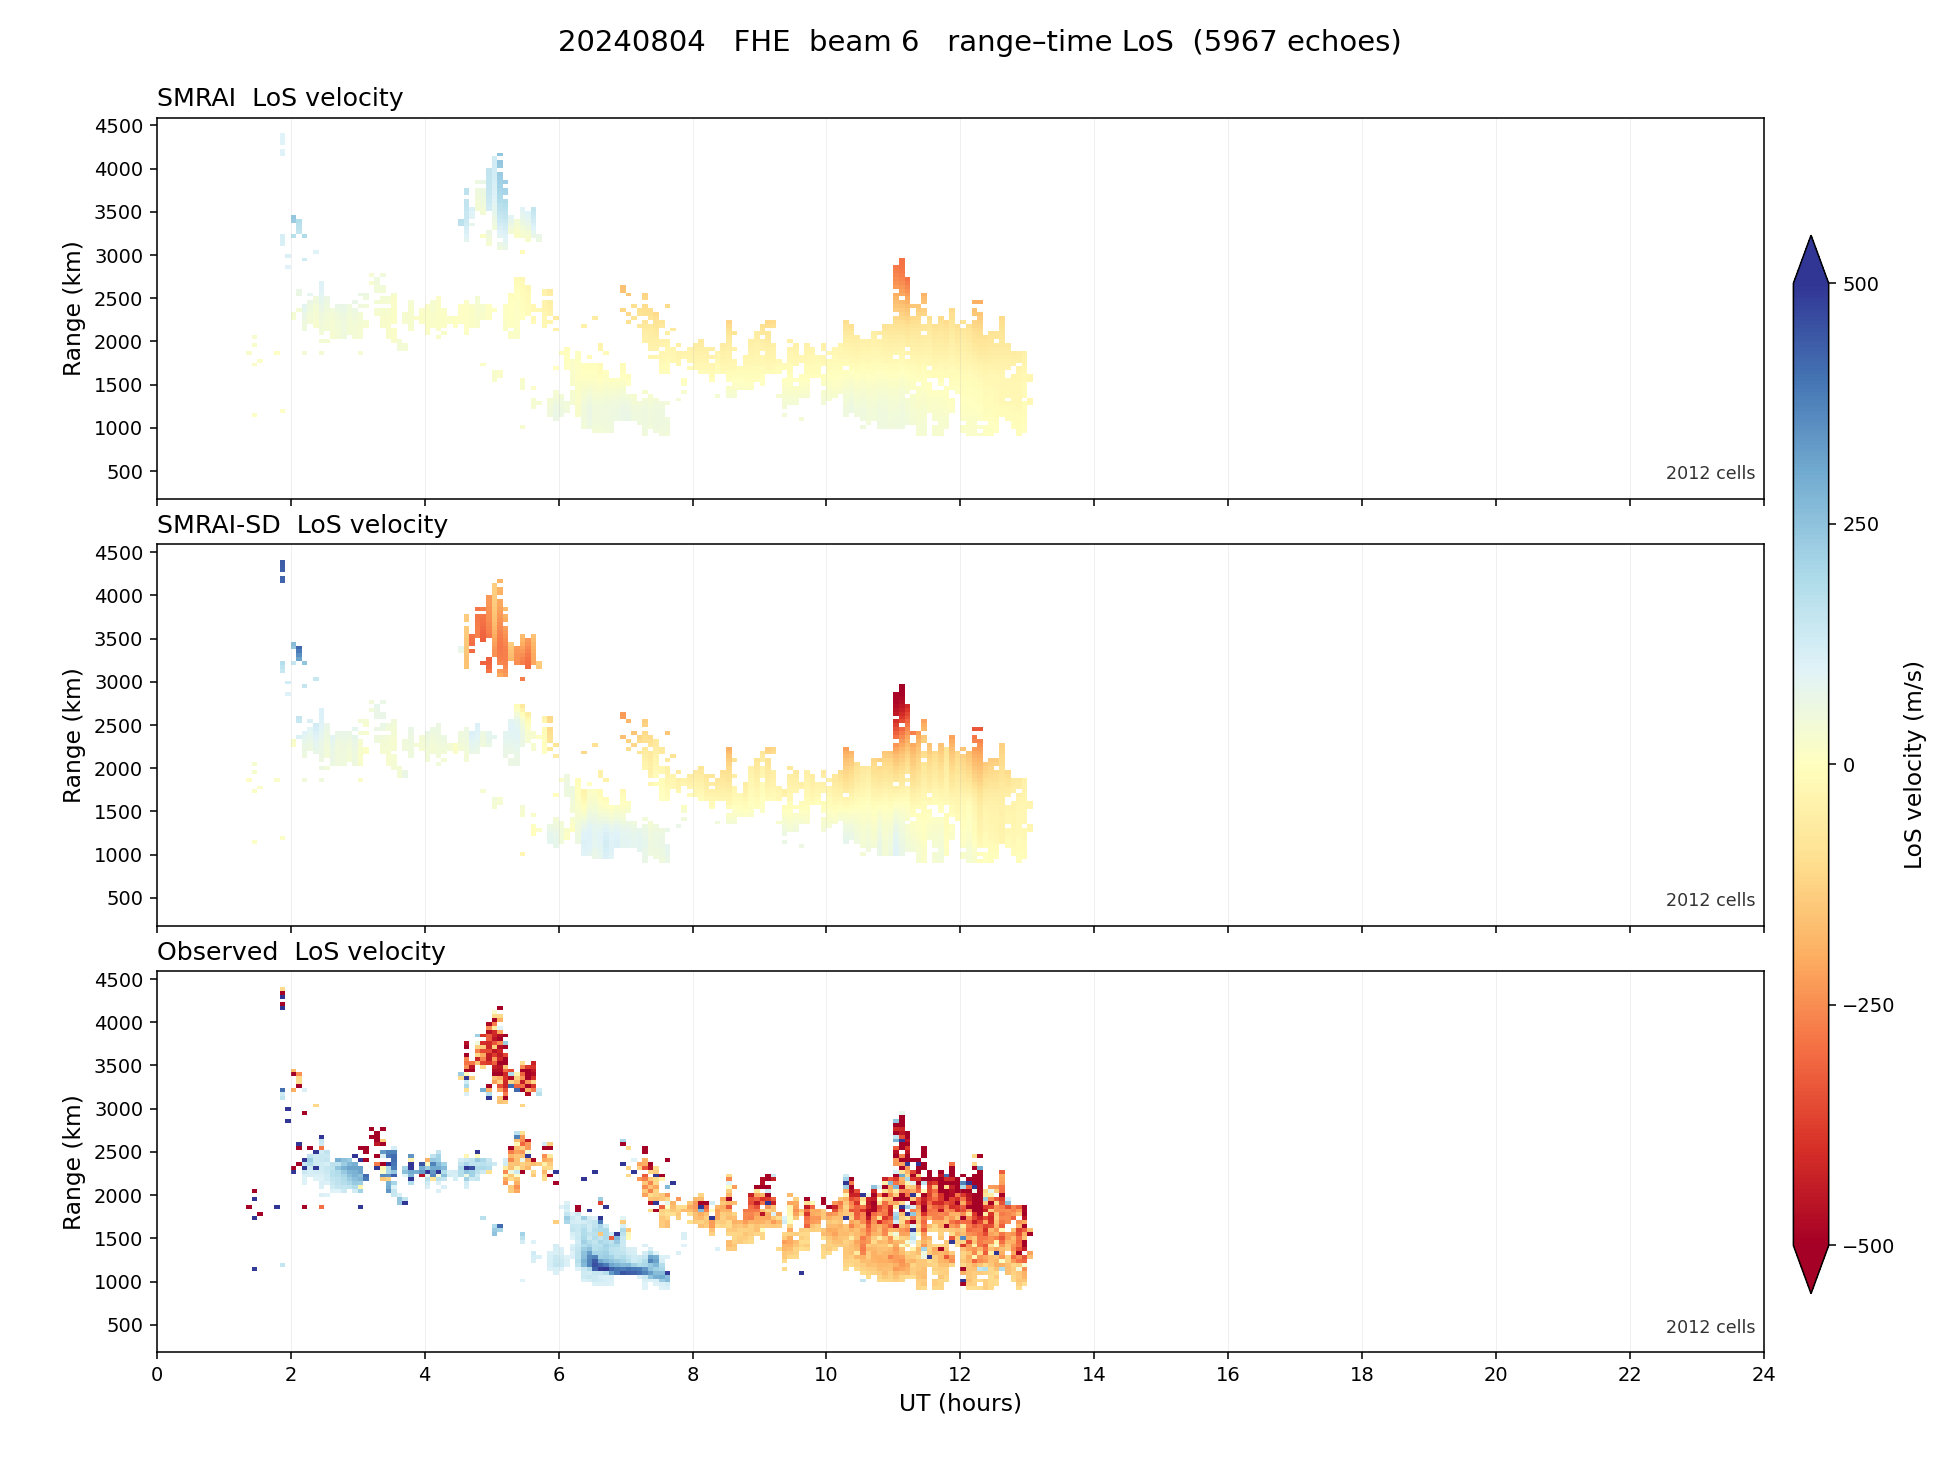 20240804 FHE beam 6 range–time LoS (5967 echoes)
SMRAI LoS velocity
4500
4000
3500
3000
2500
2000
1500
1000
500
Range (km)
2012 cells
SMRAI-SD LoS velocity
4500
4000
3500
3000
2500
2000
1500
1000
500
Range (km)
2012 cells
Observed LoS velocity
4500
4000
3500
3000
2500
2000
1500
1000
500
Range (km)
2012 cells
0 2 4 6 8 10 12 14 16 18 20 22 24
UT (hours)
500
250
0
−250
−500
LoS velocity (m/s)